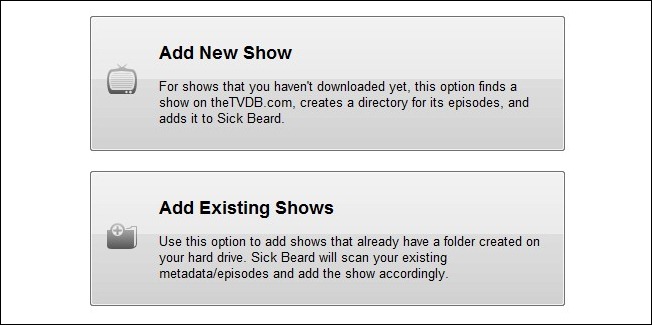 Add New Show
For shows that you haven't downloaded yet, this option finds a
show on theTVDB.com, creates a directory for its episodes, and
adds it to Sick Beard.
Add Existing Shows
Use this option to add shows that already have a folder created on
your hard drive. Sick Beard will scan your existing
metadata/episodes and add the show accordingly.